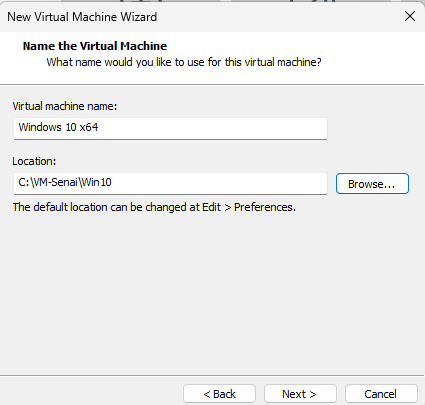 New Virtual Machine Wizard
Name the Virtual Machine
What name would you like to use for this virtual machine?
Virtual machine name:
Windows 10 x64
Location:
C:\VM-Senai\Win10
Browse...
The default location can be changed at Edit > Preferences.
< Back
Next >
Cancel